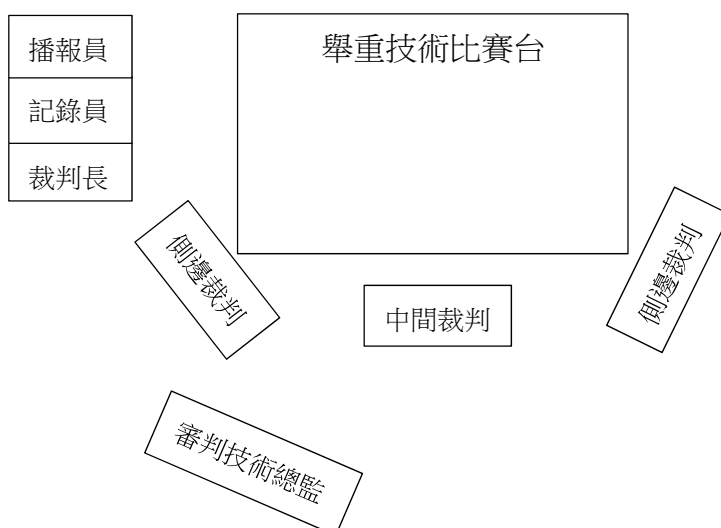 播報員
舉重技術比賽台
記錄員
裁判長
側邊裁判
中間裁判
側邊裁判
審判技術總監